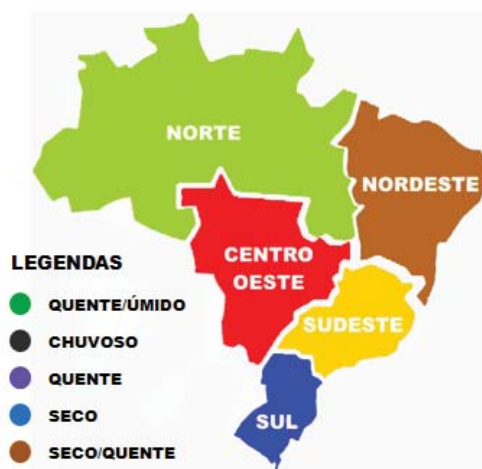 NORTE
NORDESTE
CENTRO
OESTE
SUDESTE
SUL
LEGENDAS
QUENTE/ÚMIDO
CHUVOSO
QUENTE
SECO
SECO/QUENTE